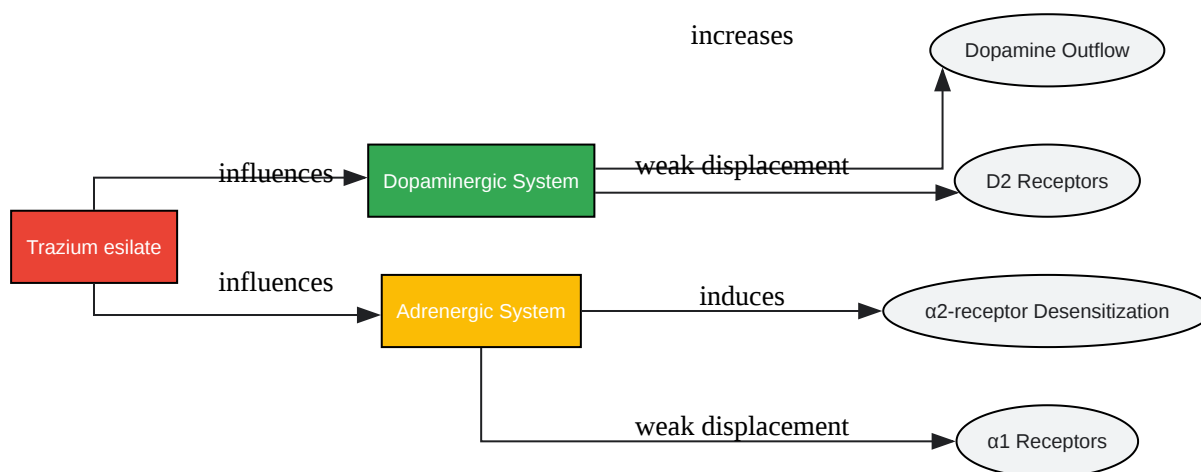 increases
Dopamine Outflow
influences
Dopaminergic System
weak displacement
D2 Receptors
Trazium esilate
influences
Adrenergic System
induces
α2-receptor Desensitization
weak displacement
α1 Receptors